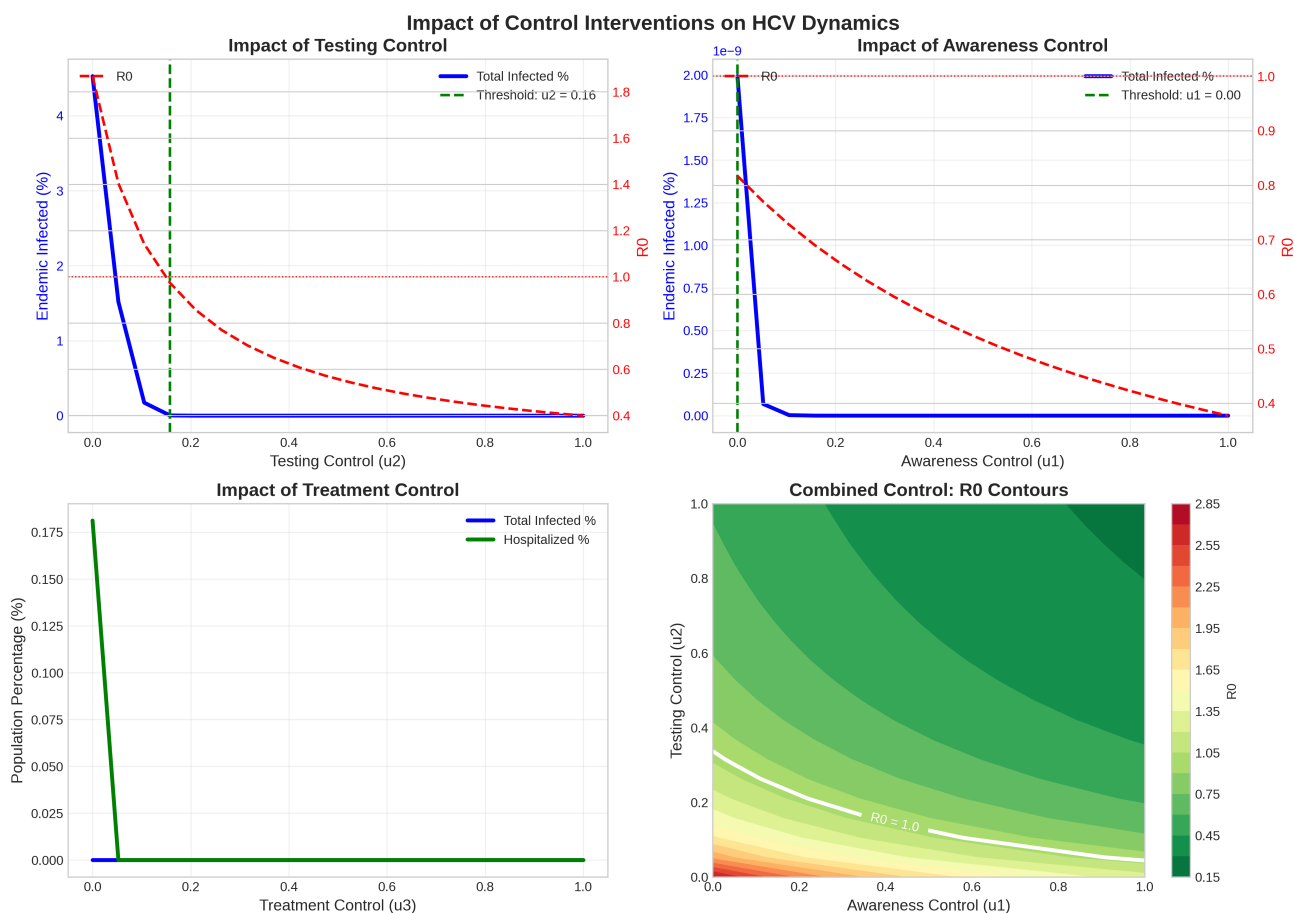 Impact of Control Interventions on HCV Dynamics
Impact of Testing Control
R0
Total Infected %
Threshold: u2 = 0.16
Endemic Infected (%)
4
3
2
1
0
1.8
1.6
1.4
1.2
1.0
0.8
0.6
0.4
R0
0.0 0.2 0.4 0.6 0.8 1.0
Testing Control (u2)
Impact of Awareness Control
1e−9
R0
Total Infected %
Threshold: u1 = 0.00
Endemic Infected (%)
2.00
1.75
1.50
1.25
1.00
0.75
0.50
0.25
0.00
1.0
0.9
0.8
0.7
0.6
0.5
0.4
R0
0.0 0.2 0.4 0.6 0.8 1.0
Awareness Control (u1)
Impact of Treatment Control
Total Infected %
Hospitalized %
Population Percentage (%)
0.175
0.150
0.125
0.100
0.075
0.050
0.025
0.000
0.0 0.2 0.4 0.6 0.8 1.0
Treatment Control (u3)
Combined Control: R0 Contours
Testing Control (u2)
1.0
0.8
0.6
0.4
0.2
0.0
R0 = 1.0
0.0 0.2 0.4 0.6 0.8 1.0
Awareness Control (u1)
2.85
2.55
2.25
1.95
1.65
1.35
1.05
0.75
0.45
0.15
R0